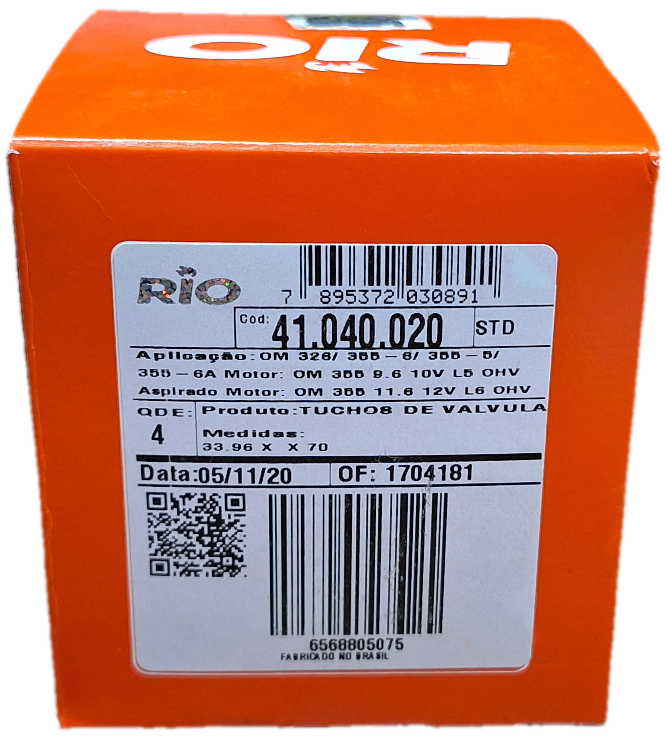 RIO
RIO
7 895372 030891
Cod: 41.040.020 STD
Aplicação: OM 326/ 355-6/ 355-5/
355-6A Motor: OM 355 9.6 10V L5 OHV
Aspirado Motor: OM 355 11.6 12V L6 OHV
QDE: 4
Produto:TUCHOS DE VALVULA
Medidas:
33.96 X X 70
Data:05/11/20 OF: 1704181
6568805075
FABRICADO NO BRASIL